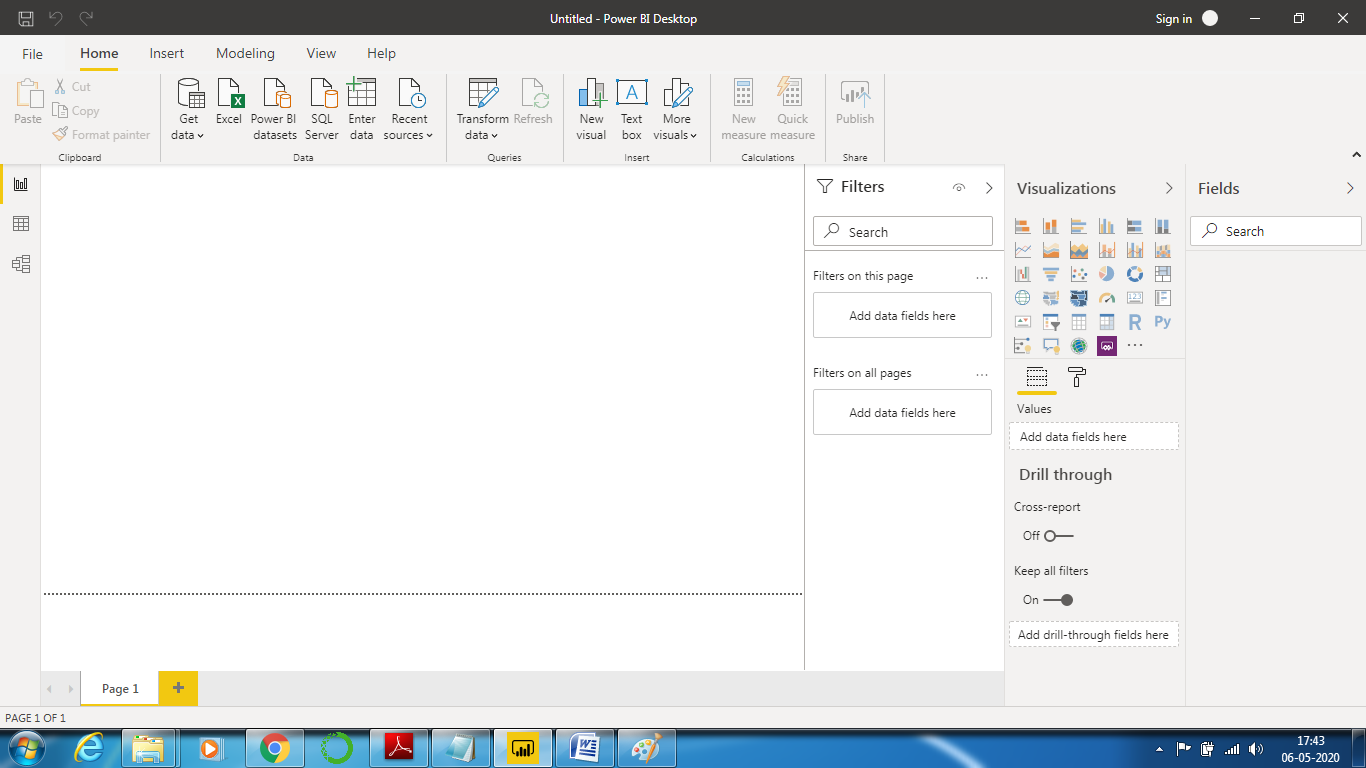 Untitled - Power BI Desktop
Sign in
File Home Insert Modeling View Help
Paste
Cut
Copy
Format painter
Clipboard
Get data
Excel
Power BI datasets
SQL Server
Enter data
Recent sources
Data
Transform data
Refresh
Queries
New visual
Text box
More visuals
Insert
New measure
Quick measure
Calculations
Publish
Share
Filters
Search
Filters on this page
...
Add data fields here
Filters on all pages
...
Add data fields here
Visualizations
123
R
Py
...
Values
Add data fields here
Drill through
Cross-report
Off
Keep all filters
On
Add drill-through fields here
Fields
Search
Page 1
+
PAGE 1 OF 1
17:43
06-05-2020